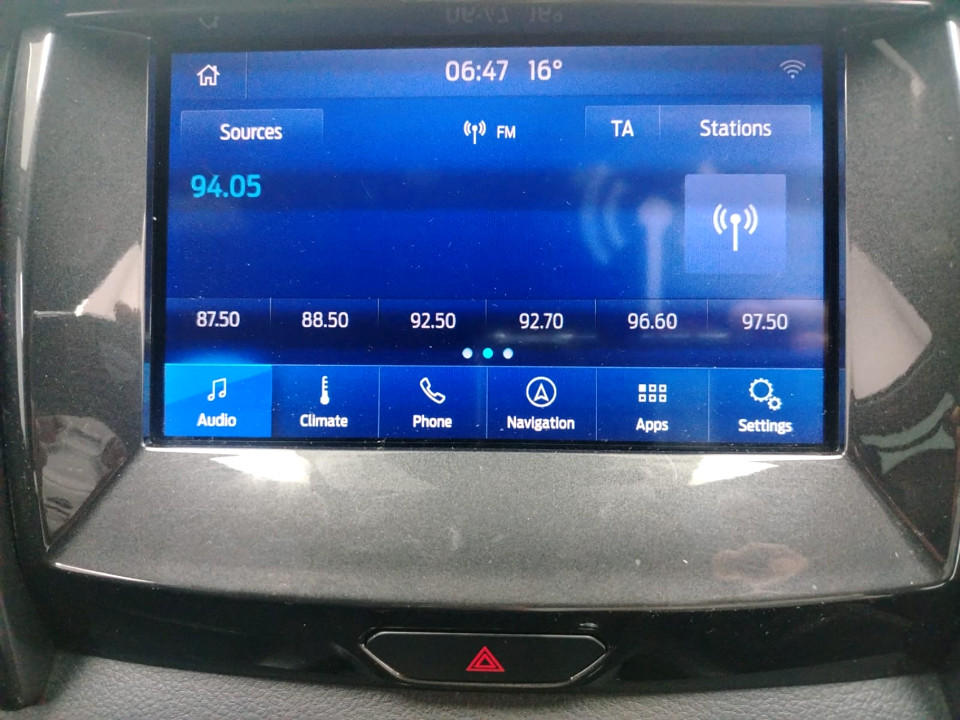 06:47 16°
Sources FM TA Stations
94.05
87.50 88.50 92.50 92.70 96.60 97.50
Audio Climate Phone Navigation Apps Settings